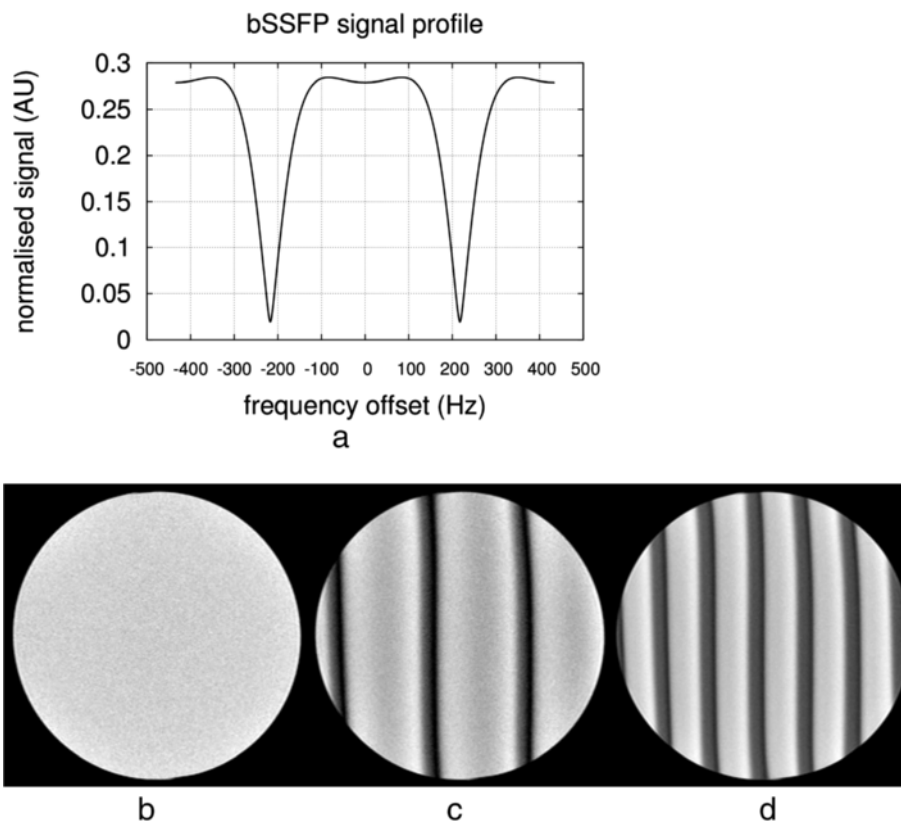 bSSFP signal profile
normalised signal (AU)
0.3
0.25
0.2
0.15
0.1
0.05
0
-500 -400 -300 -200 -100 0 100 200 300 400 500
frequency offset (Hz)
a
b c d